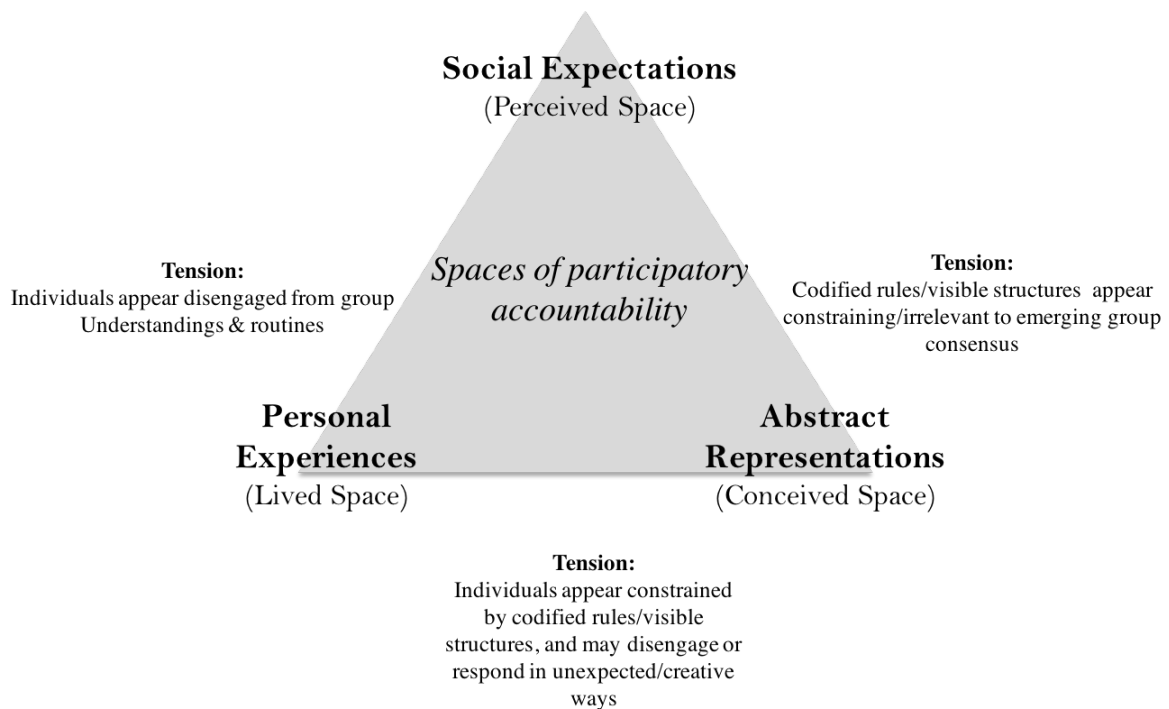 Social Expectations
(Perceived Space)
Spaces of participatory
accountability
Tension:
Individuals appear disengaged from group
Understandings & routines
Tension:
Codified rules/visible structures appear
constraining/irrelevant to emerging group
consensus
Personal
Experiences
(Lived Space)
Abstract
Representations
(Conceived Space)
Tension:
Individuals appear constrained
by codified rules/visible
structures, and may disengage or
respond in unexpected/creative
ways